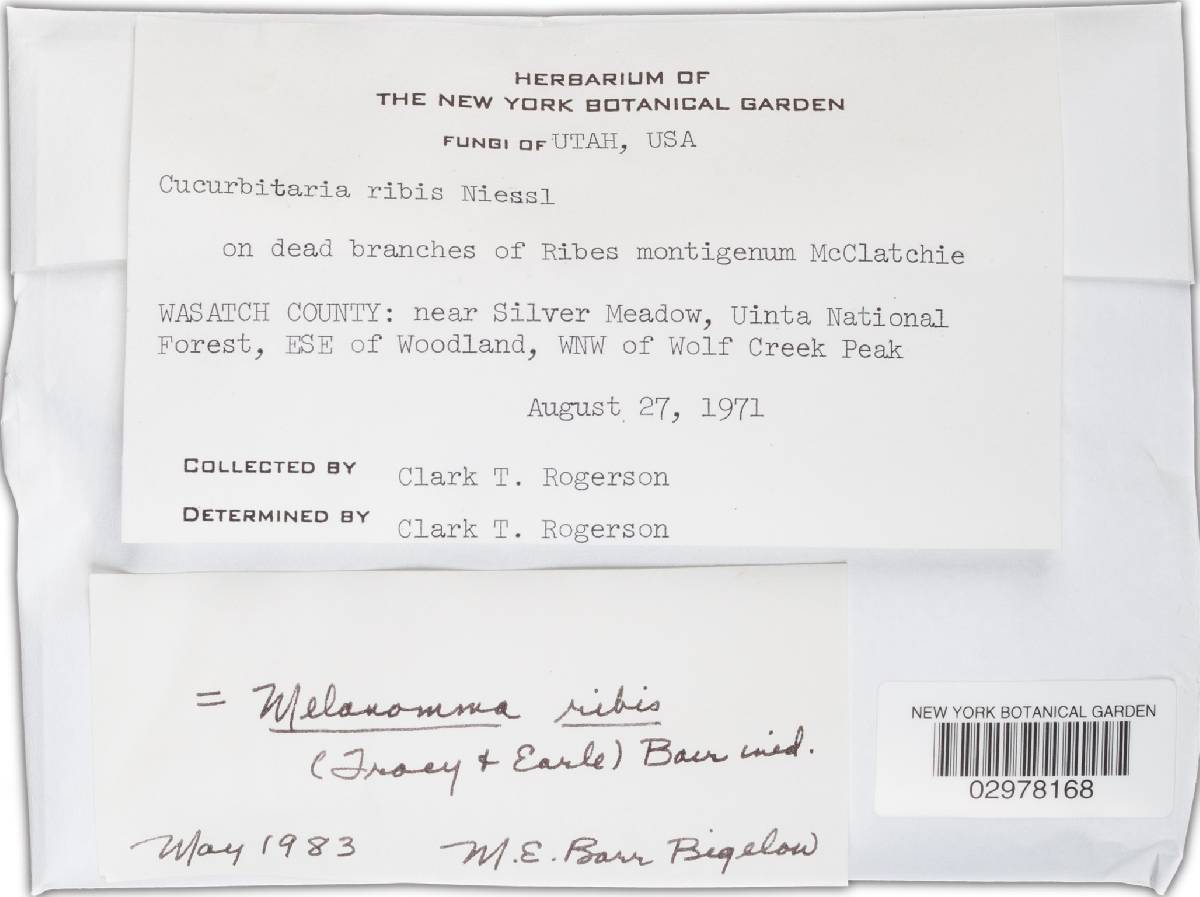 HERBARIUM OF
THE NEW YORK BOTANICAL GARDEN
FUNGI OF UTAH, USA
Cucurbitaria ribis Niessl
on dead branches of Ribes montigenum McClatchie
WASATCH COUNTY: near Silver Meadow, Uinta National
Forest, ESE of Woodland, WNW of Wolf Creek Peak
August 27, 1971
COLLECTED BY Clark T. Rogerson
DETERMINED BY Clark T. Rogerson
= Melanomma ribis
(Tracy & Earle) Barr ined.
May 1983 M.E. Barr Bigelow
NEW YORK BOTANICAL GARDEN
02978168